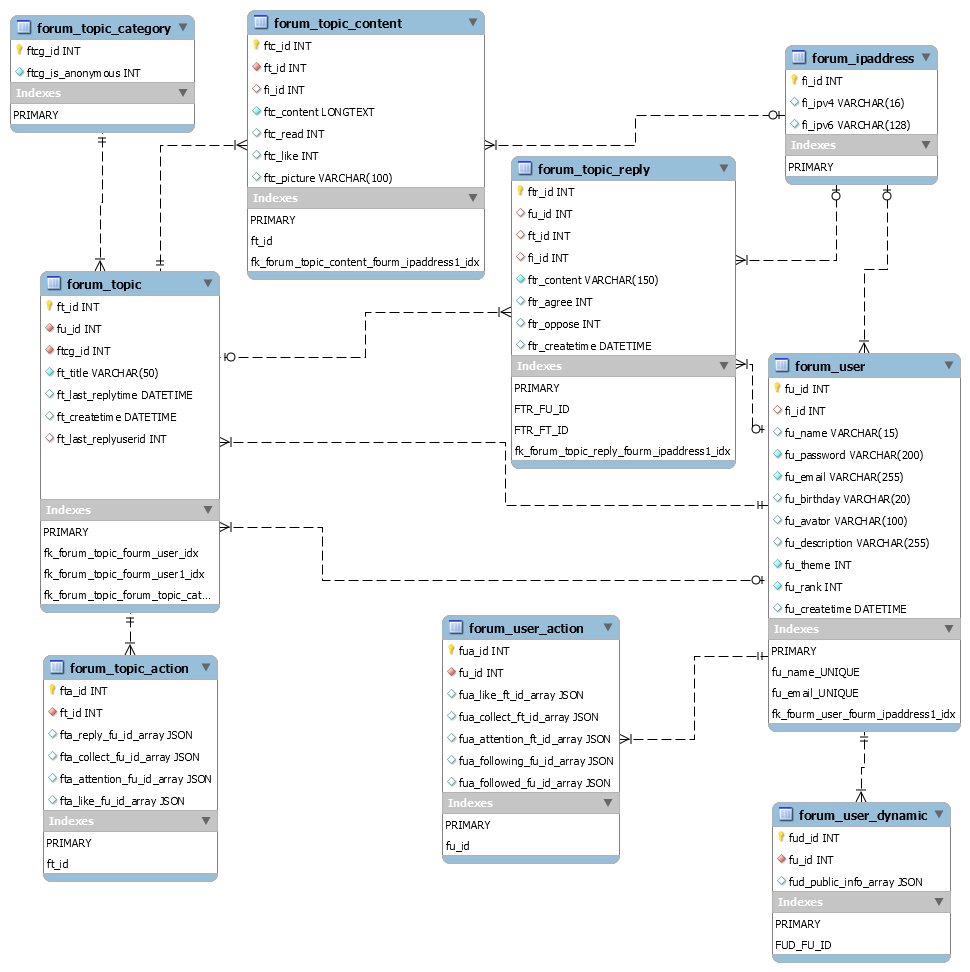 forum_topic_category
ftcg_id INT
ftcg_is_anonymous INT
Indexes
PRIMARY
forum_topic_content
ftc_id INT
ft_id INT
fi_id INT
ftc_content LONGTEXT
ftc_read INT
ftc_like INT
ftc_picture VARCHAR(100)
Indexes
PRIMARY
ft_id
fk_forum_topic_content_fourm_ipaddress1_idx
forum_ipaddress
fi_id INT
fi_ipv4 VARCHAR(16)
fi_ipv6 VARCHAR(128)
Indexes
PRIMARY
forum_topic_reply
ftr_id INT
fu_id INT
ft_id INT
fi_id INT
ftr_content VARCHAR(150)
ftr_agree INT
ftr_oppose INT
ftr_createtime DATETIME
Indexes
PRIMARY
FTR_FU_ID
FTR_FT_ID
fk_forum_topic_reply_fourm_ipaddress1_idx
forum_topic
ft_id INT
fu_id INT
ftcg_id INT
ft_title VARCHAR(50)
ft_last_replytime DATETIME
ft_createtime DATETIME
ft_last_replyuserid INT
Indexes
PRIMARY
fk_forum_topic_fourm_user_idx
fk_forum_topic_fourm_user1_idx
fk_forum_topic_forum_topic_cat...
forum_user
fu_id INT
fi_id INT
fu_name VARCHAR(15)
fu_password VARCHAR(200)
fu_email VARCHAR(255)
fu_birthday VARCHAR(20)
fu_avator VARCHAR(100)
fu_description VARCHAR(255)
fu_theme INT
fu_rank INT
fu_createtime DATETIME
Indexes
PRIMARY
fu_name_UNIQUE
fu_email_UNIQUE
fk_fourm_user_fourm_ipaddress1_idx
forum_topic_action
fta_id INT
ft_id INT
fta_reply_fu_id_array JSON
fta_collect_fu_id_array JSON
fta_attention_fu_id_array JSON
fta_like_fu_id_array JSON
Indexes
PRIMARY
ft_id
forum_user_action
fua_id INT
fu_id INT
fua_like_ft_id_array JSON
fua_collect_ft_id_array JSON
fua_attention_ft_id_array JSON
fua_following_fu_id_array JSON
fua_followed_fu_id_array JSON
Indexes
PRIMARY
fu_id
forum_user_dynamic
fud_id INT
fu_id INT
fud_public_info_array JSON
Indexes
PRIMARY
FUD_FU_ID